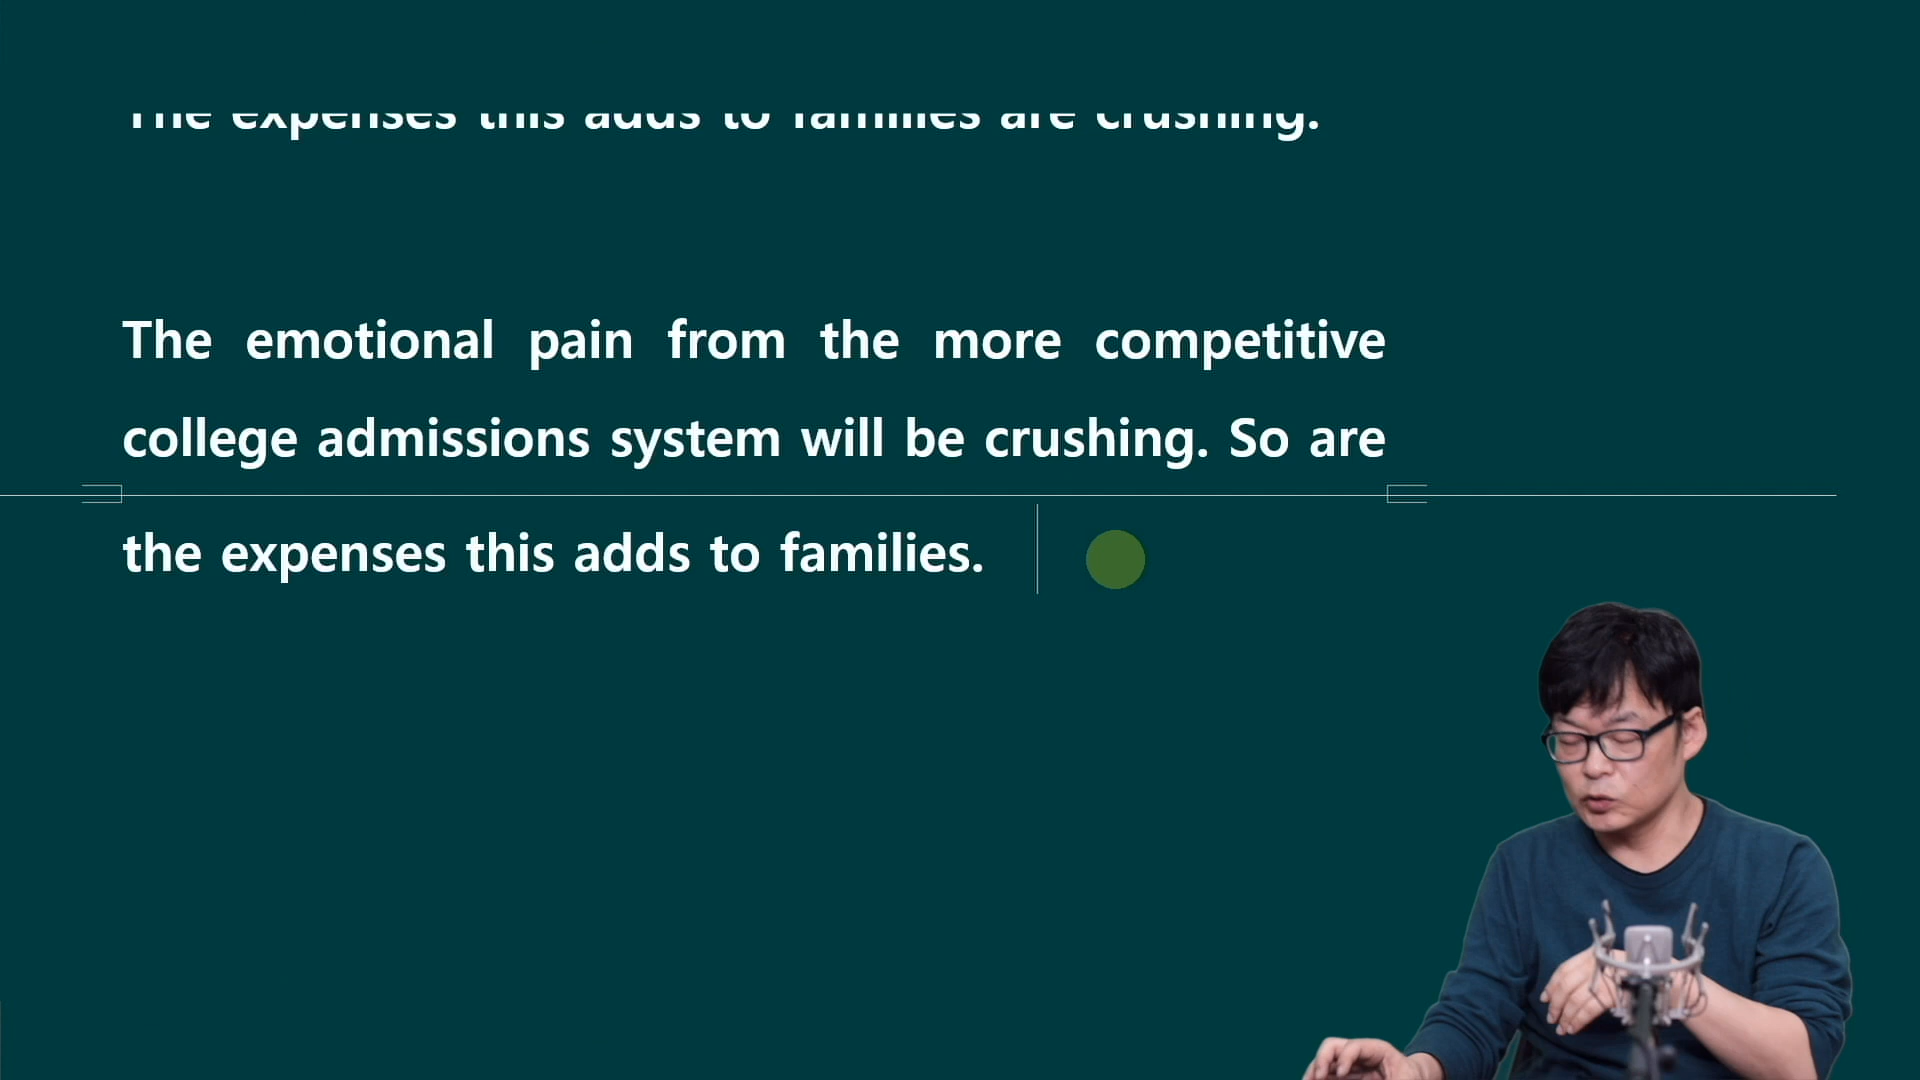 The expenses this adds to families are crushing.
The emotional pain from the more competitive
college admissions system will be crushing. So are
the expenses this adds to families.